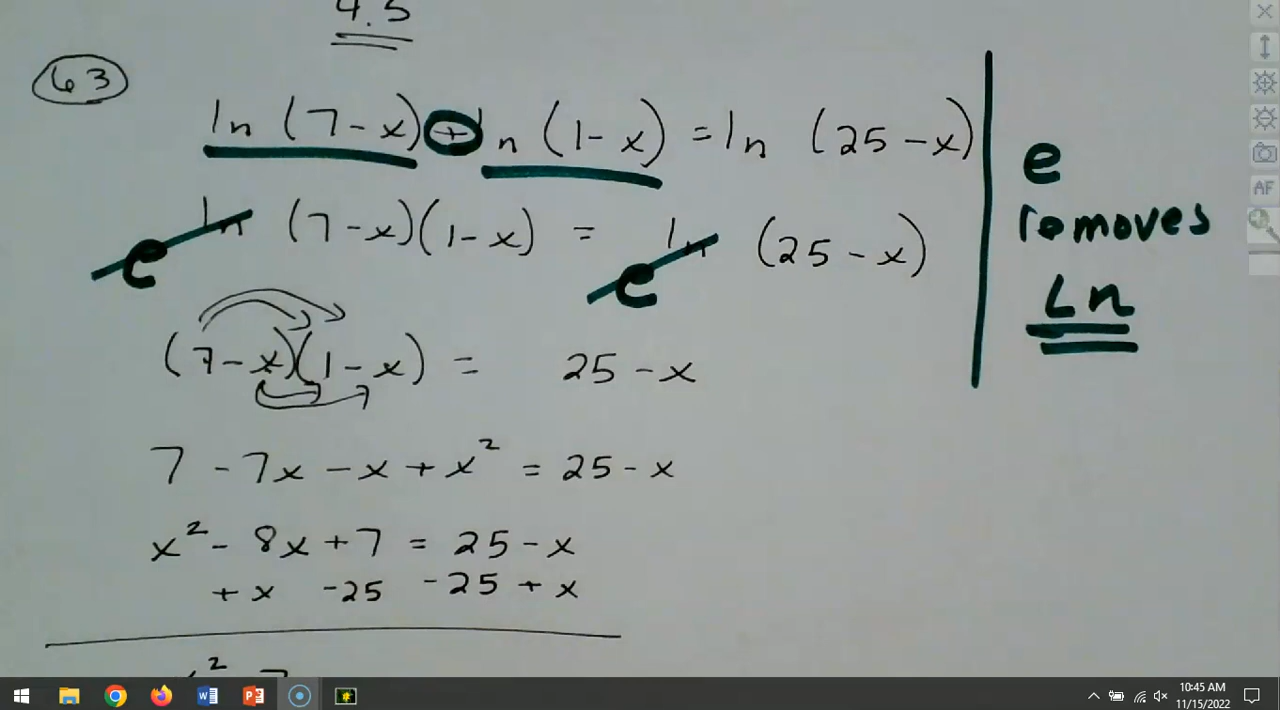 4.5
63
ln (7-x) + ln (1-x) = ln (25-x)
e
removes
Ln
ln (7-x)(1-x) = ln (25-x)
e e
(7-x)(1-x) = 25-x
7 - 7x - x + x² = 25 - x
x² - 8x + 7 = 25 - x
+ x - 25 - 25 + x
AF
10:45 AM
11/15/2022